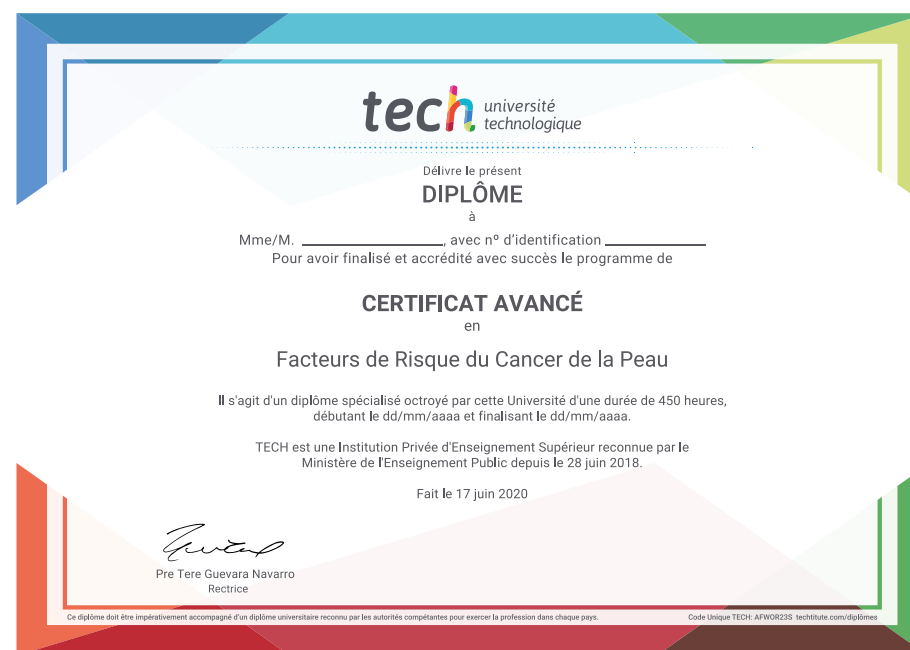 tech université
technologique
Délivre le présent
DIPLÔME
à
Mme/M. ____________________, avec nº d'identification ______________
Pour avoir finalisé et accrédité avec succès le programme de
CERTIFICAT AVANCÉ
en
Facteurs de Risque du Cancer de la Peau
Il s'agit d'un diplôme spécialisé octroyé par cette Université d'une durée de 450 heures,
débutant le dd/mm/aaaa et finalisant le dd/mm/aaaa.
TECH est une Institution Privée d'Enseignement Supérieur reconnue par le
Ministère de l'Enseignement Public depuis le 28 juin 2018.
Fait le 17 juin 2020
Pre Tere Guevara Navarro
Rectrice
Ce diplôme doit être impérativement accompagné d'un diplôme universitaire reconnu par les autorités compétantes pour exercer la profession dans chaque pays.
Code Unique TECH: AFWOR23S techtitute.com/diplômes